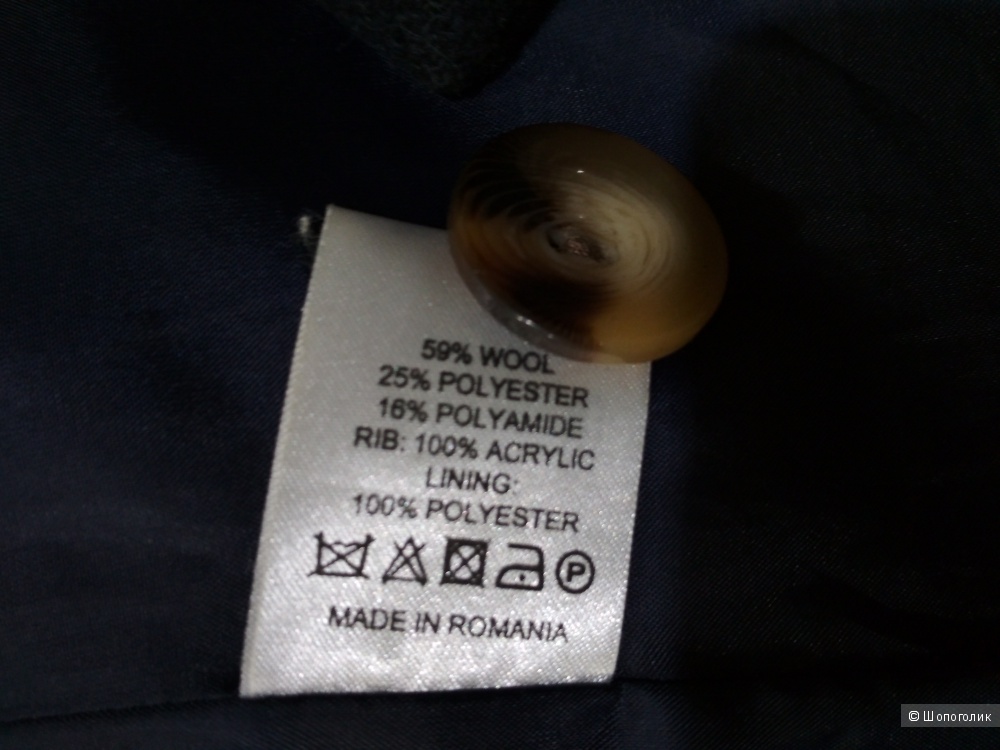 59% WOOL
25% POLYESTER
16% POLYAMIDE
RIB: 100% ACRYLIC
LINING:
100% POLYESTER
P
MADE IN ROMANIA
© Шопоголик